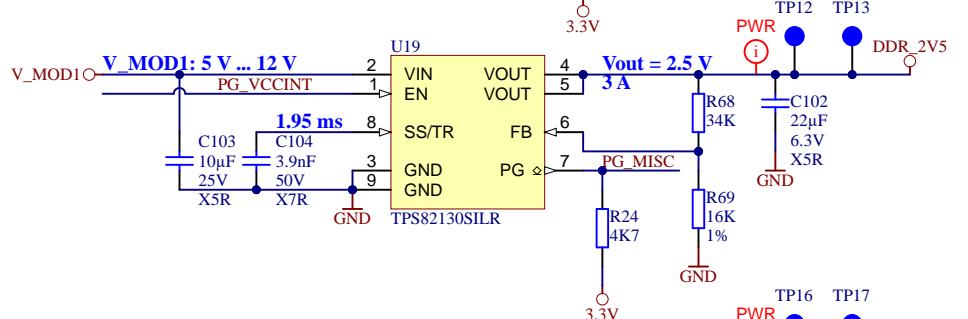 TP12 TP13
3.3V
PWR
i
DDR_2V5
U19
V_MOD1
V_MOD1: 5 V ... 12 V
2 VIN VOUT 4
Vout = 2.5 V
PG_VCCINT
1 EN VOUT 5
3 A
R68
34K
C102
22µF
6.3V
X5R
GND
1.95 ms
8 SS/TR FB 6
C103
10µF
25V
X5R
C104
3.9nF
50V
X7R
3 GND PG 7
PG_MISC
9 GND
GND
TPS82130SILR
R24
4K7
R69
16K
1%
GND
3.3V
TP16 TP17
PWR